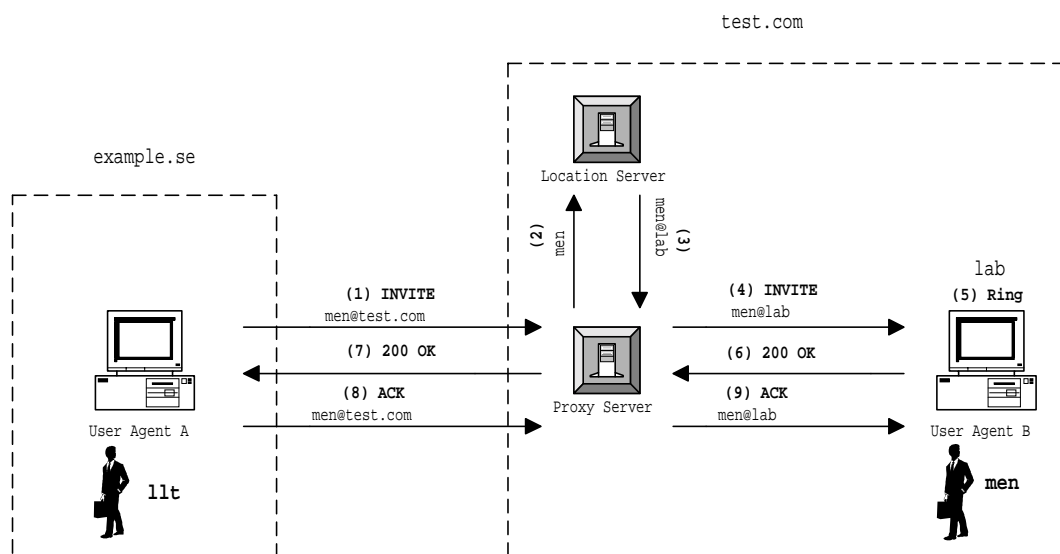 test.com
example.se
Location Server
(2)
men
men@lab
(3)
lab
(1) INVITE
men@test.com
(4) INVITE
men@lab
(5) Ring
(7) 200 OK
(6) 200 OK
(8) ACK
men@test.com
Proxy Server
(9) ACK
men@lab
User Agent A
User Agent B
llt
men